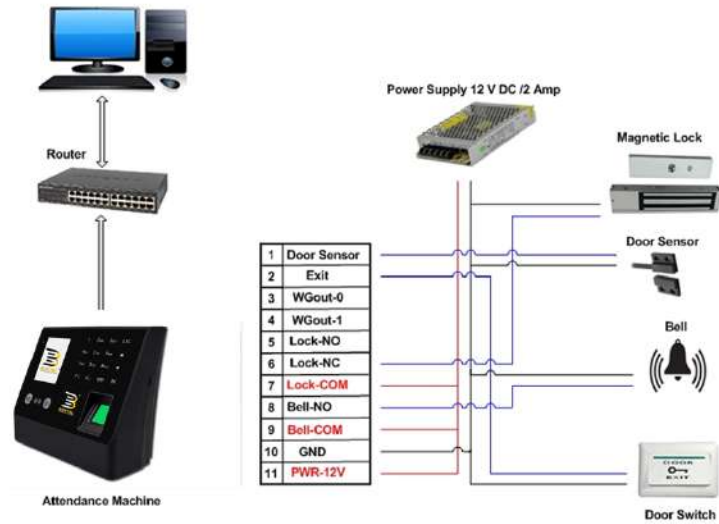 Power Supply 12 V DC /2 Amp
Magnetic Lock
Router
Door Sensor
1 Door Sensor
2 Exit
3 WGout-0
4 WGout-1
5 Lock-NO
6 Lock-NC
7 Lock-COM
8 Bell-NO
9 Bell-COM
10 GND
11 PWR-12V
Bell
DOOR
EXIT
Attendance Machine
Door Switch